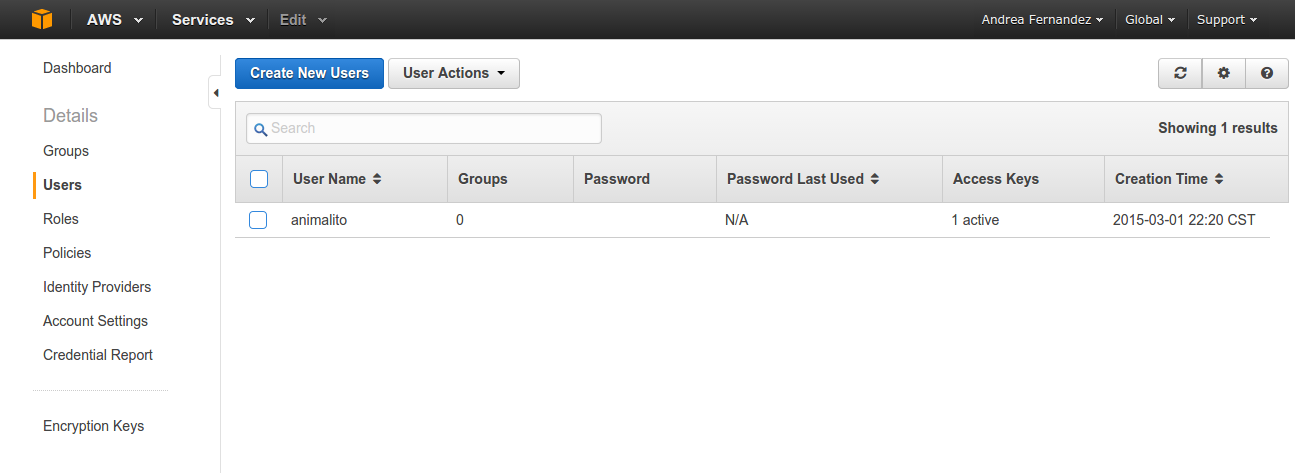 AWS Services Edit Andrea Fernandez Global Support
Dashboard
Details
Groups
Users
Roles
Policies
Identity Providers
Account Settings
Credential Report
Encryption Keys
Create New Users User Actions
Search Showing 1 results
User Name Groups Password Password Last Used Access Keys Creation Time
animalito 0 N/A 1 active 2015-03-01 22:20 CST